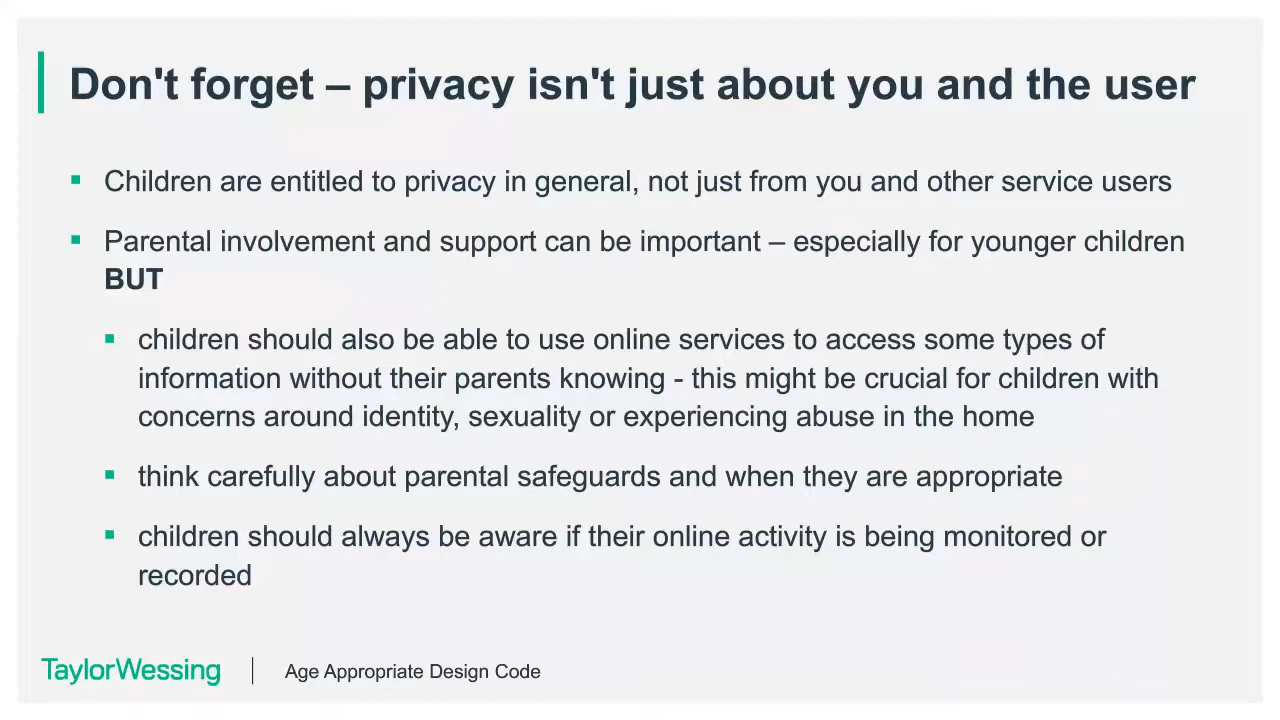 Don't forget – privacy isn't just about you and the user
Children are entitled to privacy in general, not just from you and other service users
Parental involvement and support can be important – especially for younger children
BUT
children should also be able to use online services to access some types of
information without their parents knowing - this might be crucial for children with
concerns around identity, sexuality or experiencing abuse in the home
think carefully about parental safeguards and when they are appropriate
children should always be aware if their online activity is being monitored or
recorded
TaylorWessing | Age Appropriate Design Code